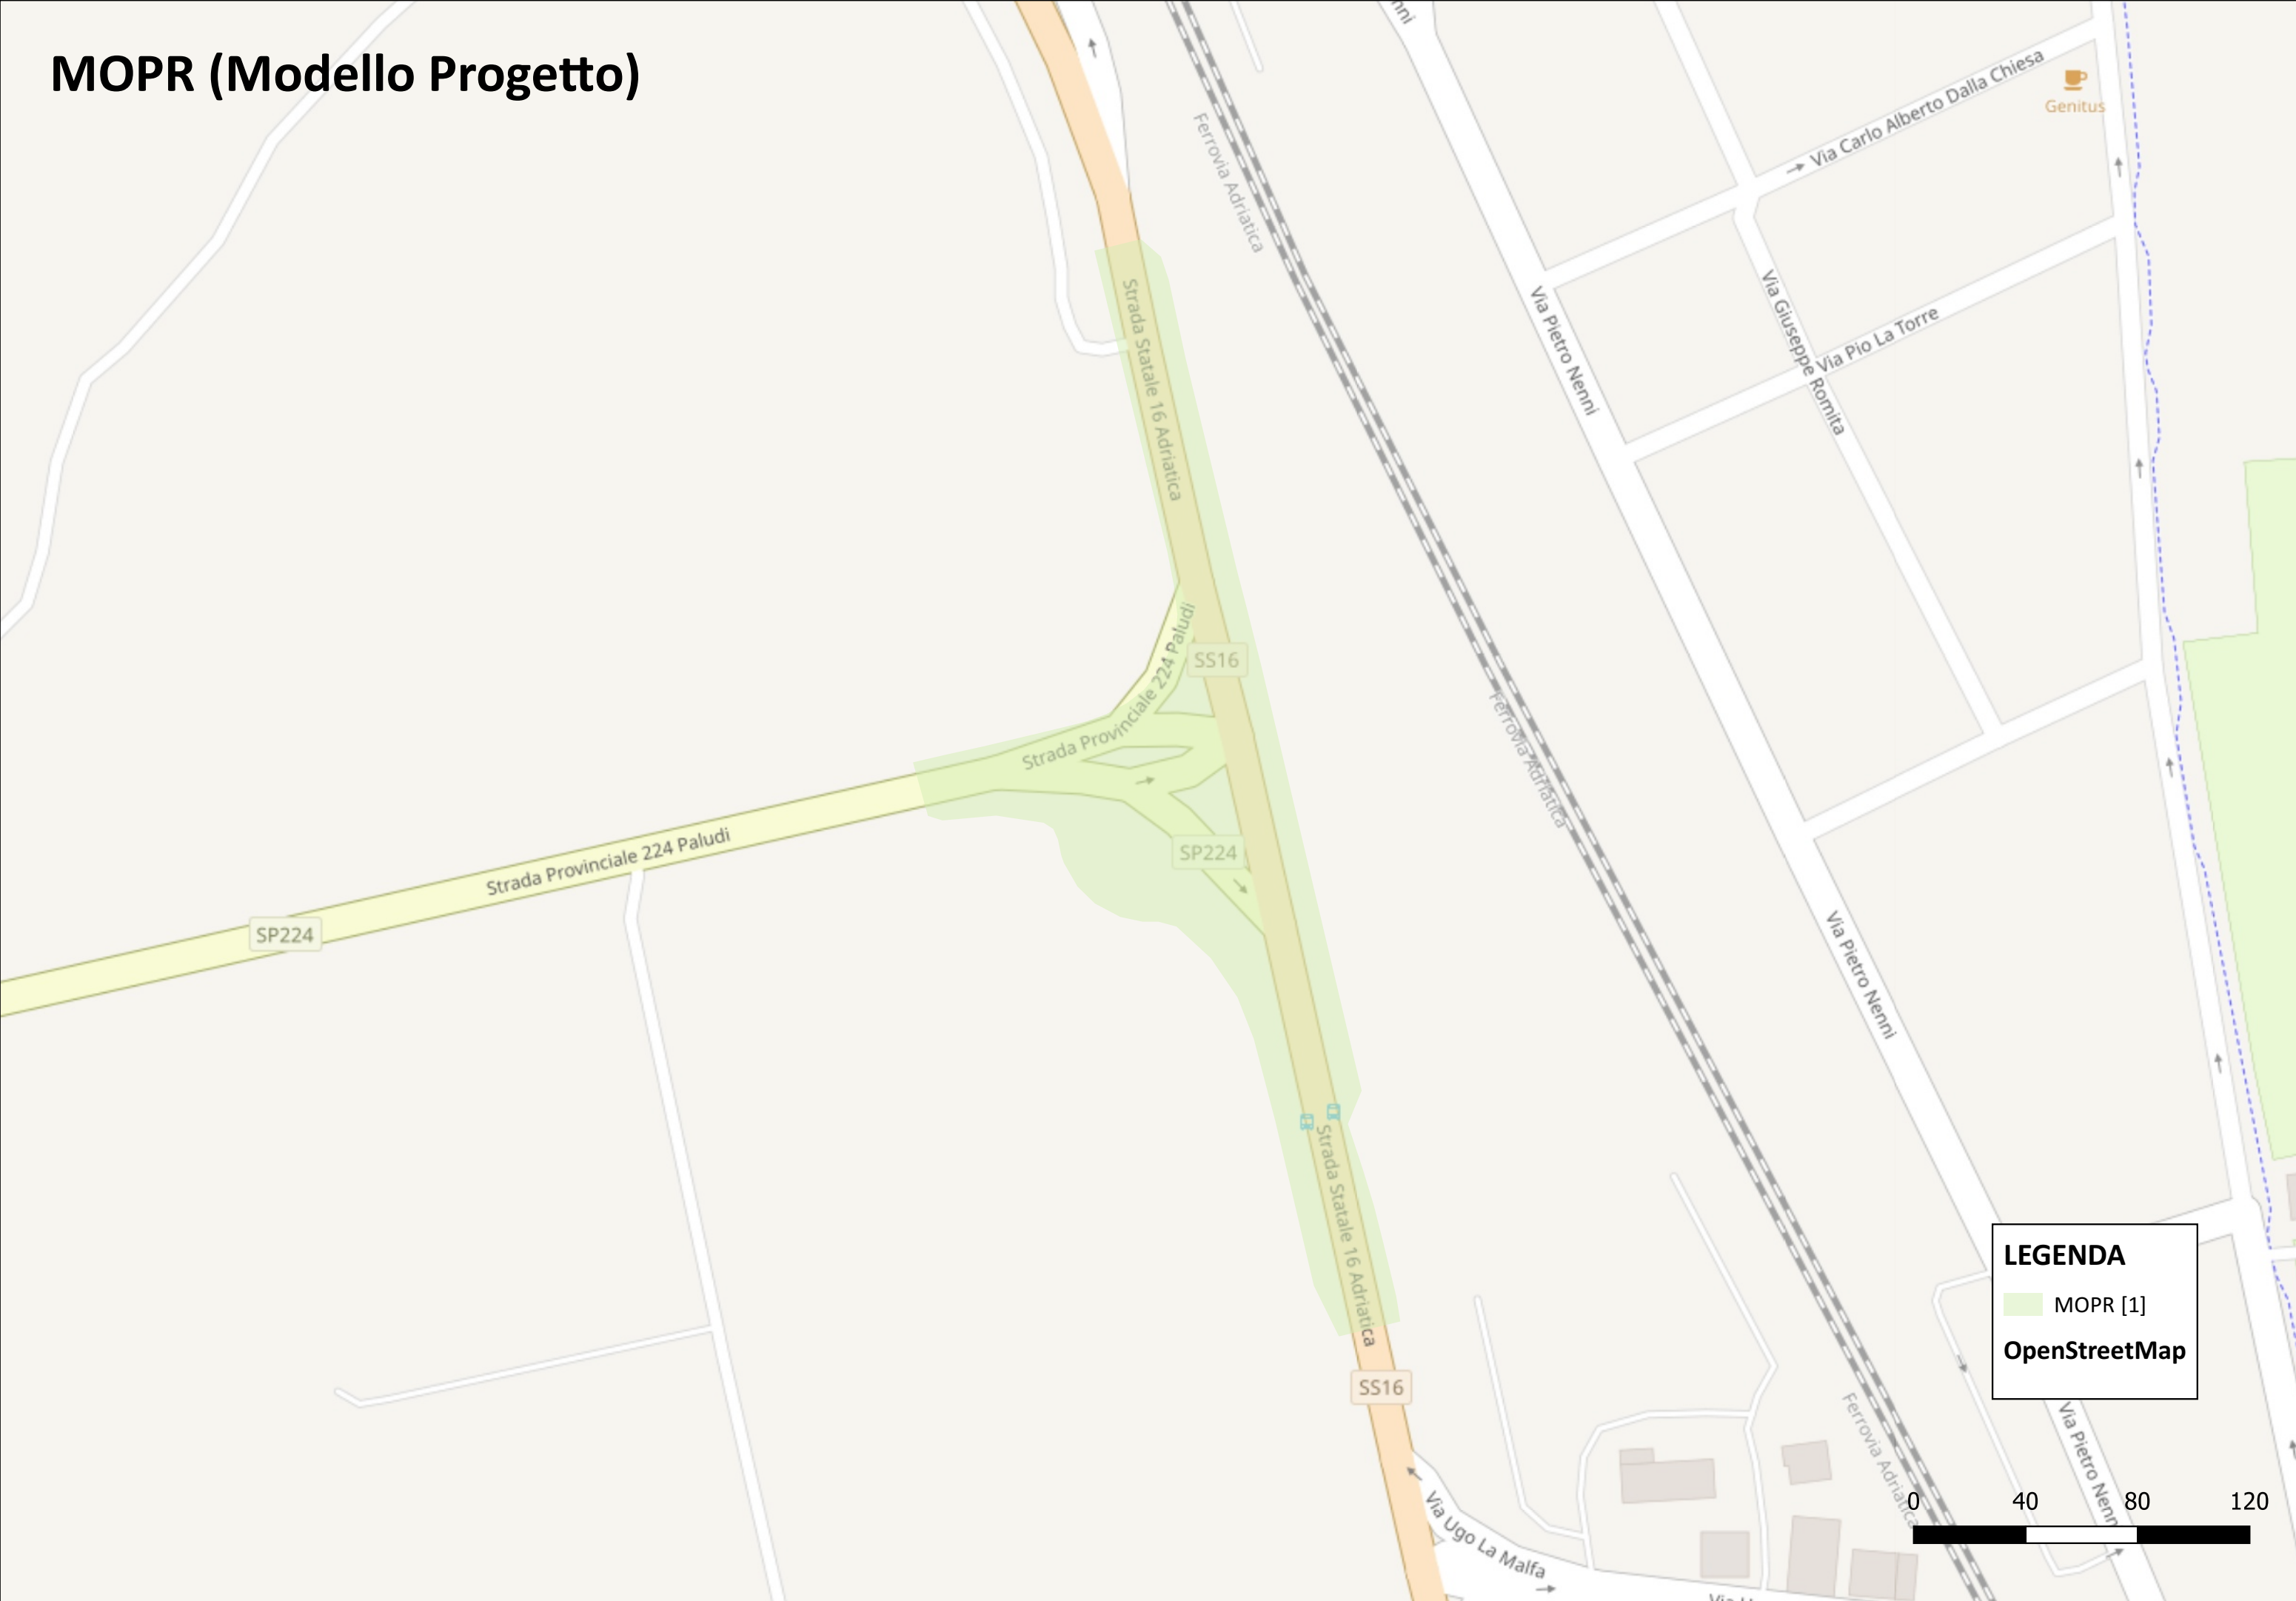 MOPR (Modello Progetto)
Via Carlo Alberto Dalla Chiesa
Genitus
Ferrovia Adriatica
Strada Statale 16 Adriatica
Via Pietro Nenni
Via Giuseppe Romita
Via Pio La Torre
SS16
Strada Provinciale 224 Paludi
Ferrovia Adriatica
Strada Provinciale 224 Paludi
SP224
SP224
Via Pietro Nenni
Strada Statale 16 Adriatica
LEGENDA
MOPR [1]
OpenStreetMap
SS16
Ferrovia Adriatica
Via Pietro Nenn
0 40 80 120
Via Ugo La Malfa